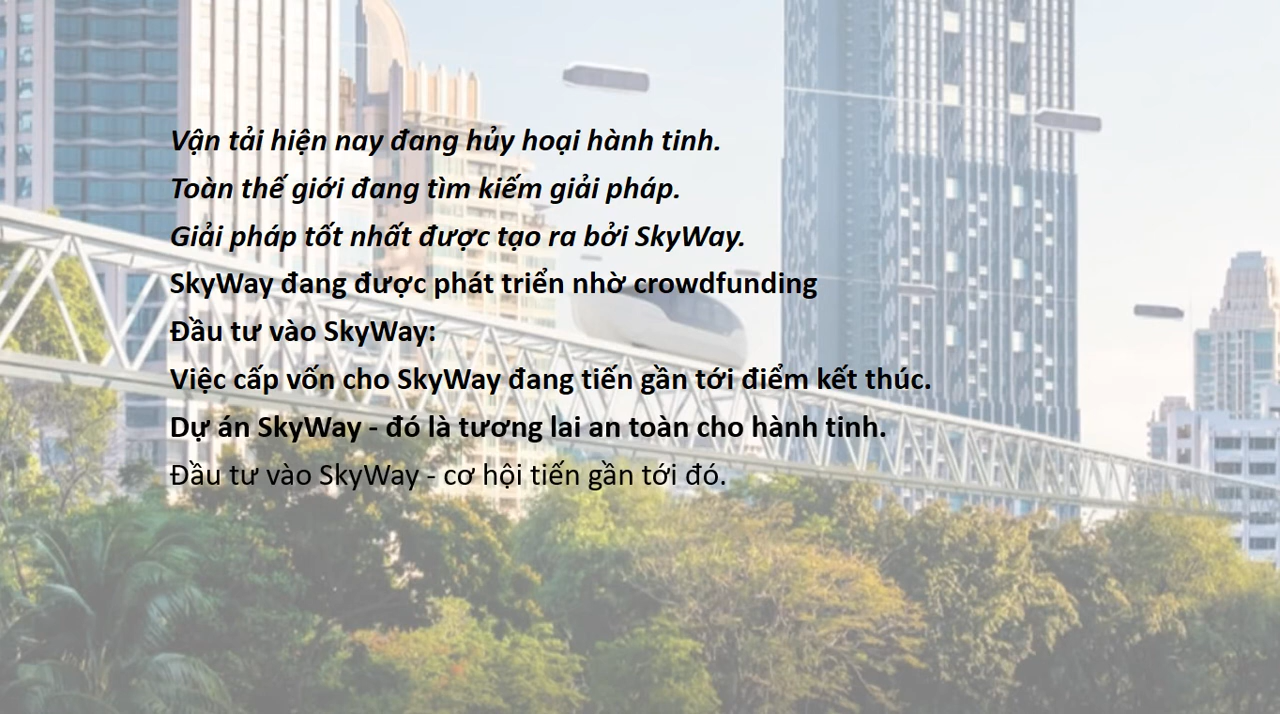 Vận tải hiện nay đang hủy hoại hành tinh.
Toàn thế giới đang tìm kiếm giải pháp.
Giải pháp tốt nhất được tạo ra bởi SkyWay.
SkyWay đang được phát triển nhờ crowdfunding
Đầu tư vào SkyWay:
Việc cấp vốn cho SkyWay đang tiến gần tới điểm kết thúc.
Dự án SkyWay - đó là tương lai an toàn cho hành tinh.
Đầu tư vào SkyWay - cơ hội tiến gần tới đó.